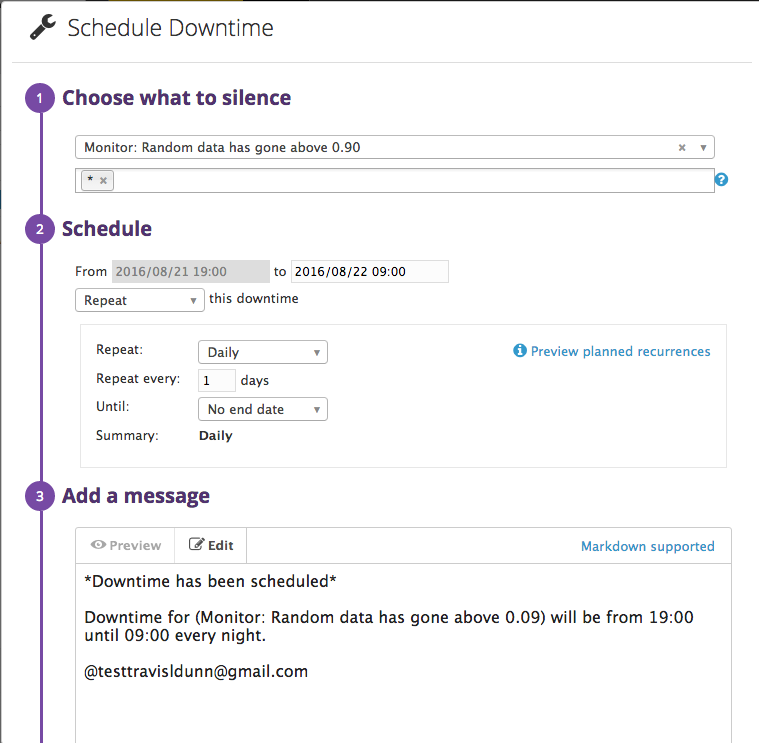 Schedule Downtime
1 Choose what to silence
Monitor: Random data has gone above 0.90 × ▼
* × ?
2 Schedule
From 2016/08/21 19:00 to 2016/08/22 09:00
Repeat ▼ this downtime
Repeat: Daily ▼ Preview planned recurrences
Repeat every: 1 days
Until: No end date ▼
Summary: Daily
3 Add a message
Preview Edit Markdown supported
*Downtime has been scheduled*
Downtime for (Monitor: Random data has gone above 0.09) will be from 19:00
until 09:00 every night.
@testtravisldunn@gmail.com